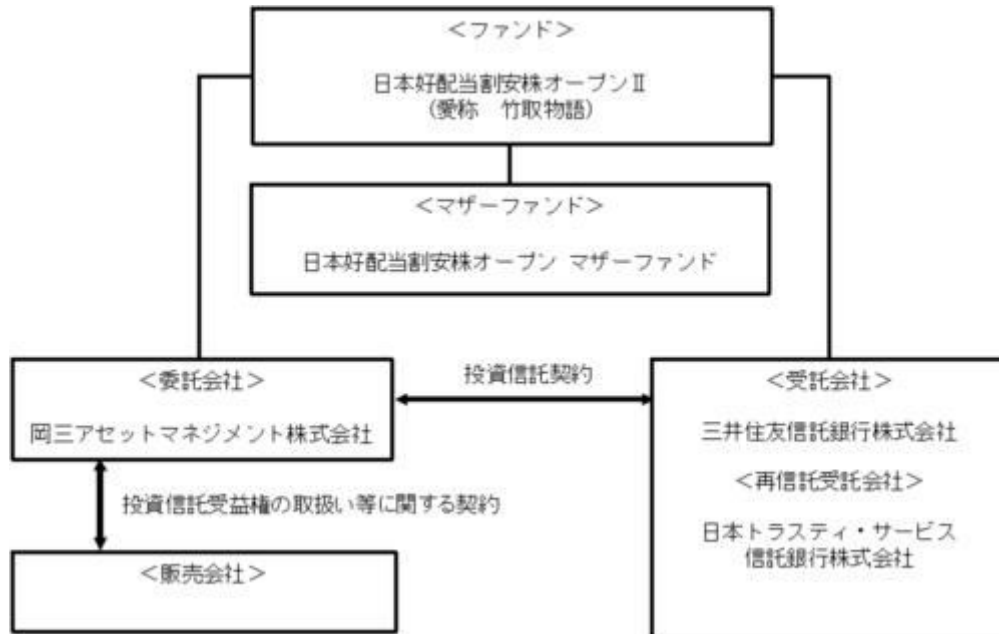 ＜ファンド＞
日本好配当割安株オープンⅡ
（愛称　竹取物語）
＜マザーファンド＞
日本好配当割安株オープン マザーファンド
＜委託会社＞
岡三アセットマネジメント株式会社
投資信託契約
＜受託会社＞
三井住友信託銀行株式会社
＜再信託受託会社＞
日本トラスティ・サービス
信託銀行株式会社
投資信託受益権の取扱い等に関する契約
＜販売会社＞